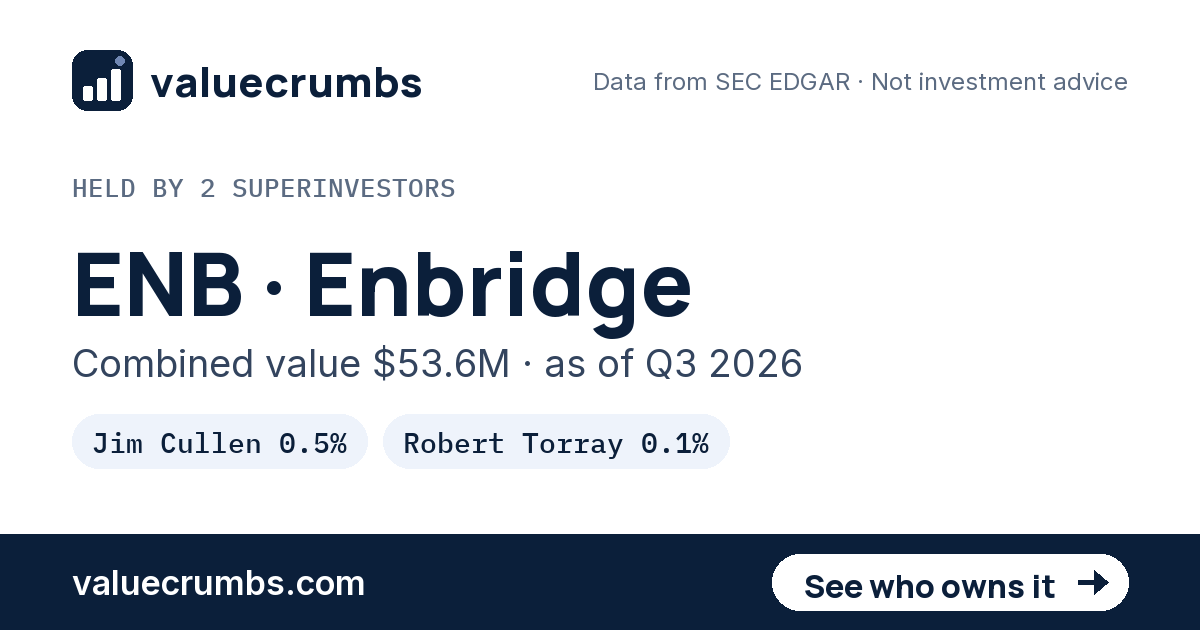 valuecrumbs
Data from SEC EDGAR · Not investment advice
HELD BY 2 SUPERINVESTORS
ENB · Enbridge
Combined value $53.6M · as of Q3 2026
Jim Cullen 0.5%
Robert Torray 0.1%
valuecrumbs.com
See who owns it →